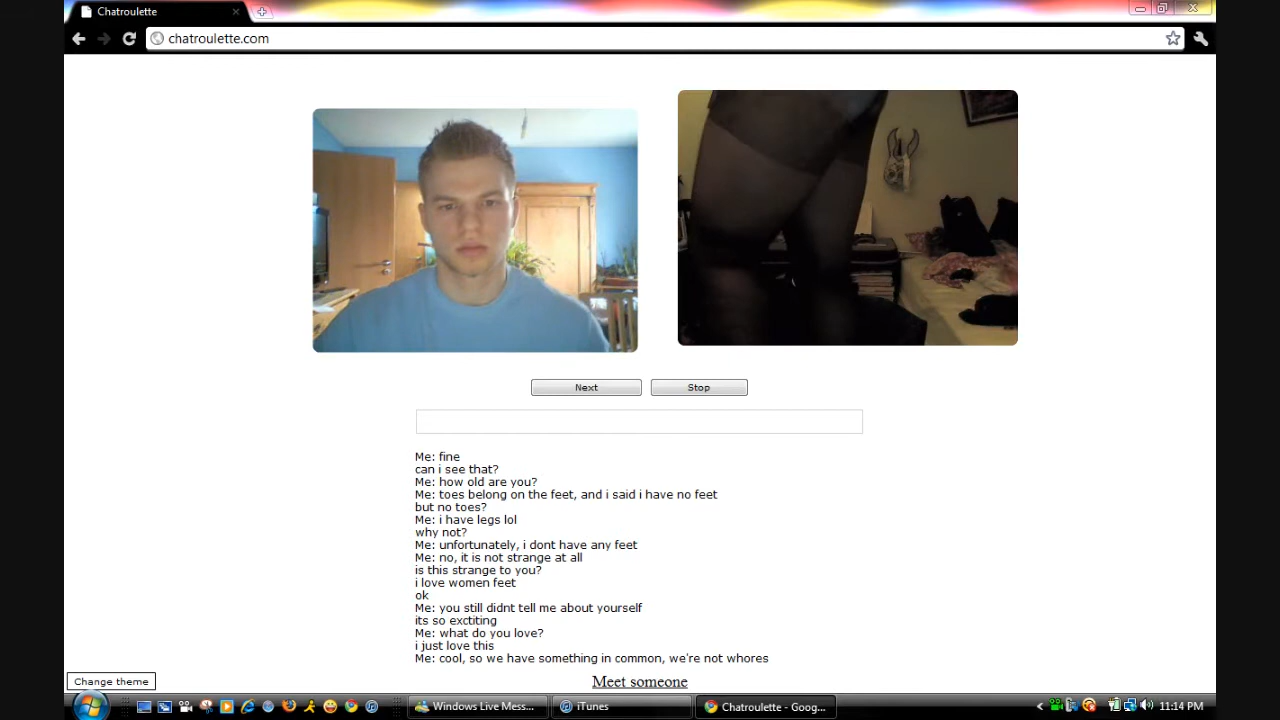 Chatroulette
chatroulette.com
Next
Stop
Me: fine
can i see that?
Me: how old are you?
Me: toes belong on the feet, and i said i have no feet
but no toes?
Me: i have legs lol
why not?
Me: unfortunately, i dont have any feet
Me: no, it is not strange at all
is this strange to you?
i love women feet
ok
Me: you still didnt tell me about yourself
its so exctiting
Me: what do you love?
i just love this
Me: cool, so we have something in common, we're not whores
Change theme
Meet someone
Windows Live Mess...
iTunes
Chatroulette - Goog...
11:14 PM